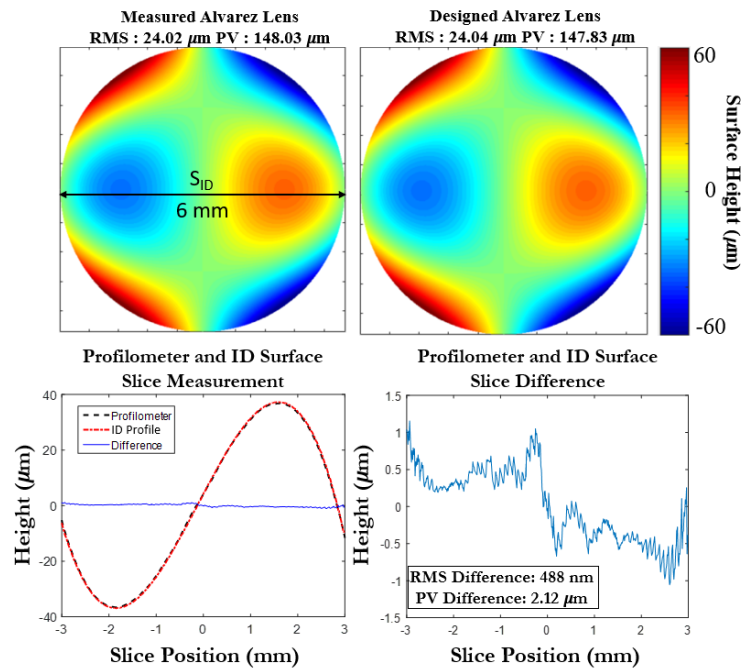 Measured Alvarez Lens
RMS : 24.02 μm PV : 148.03 μm
Designed Alvarez Lens
RMS : 24.04 μm PV : 147.83 μm
S_ID
6 mm
60
0
-60
Surface Height (μm)
Profilometer and ID Surface
Slice Measurement
40
20
0
-20
-40
Height (μm)
Profilometer
ID Profile
Difference
-3
-2
-1
0
1
2
3
Slice Position (mm)
Profilometer and ID Surface
Slice Difference
1.5
1
0.5
0
-0.5
-1
-1.5
Height (μm)
RMS Difference: 488 nm
PV Difference: 2.12 μm
-3
-2
-1
0
1
2
3
Slice Position (mm)